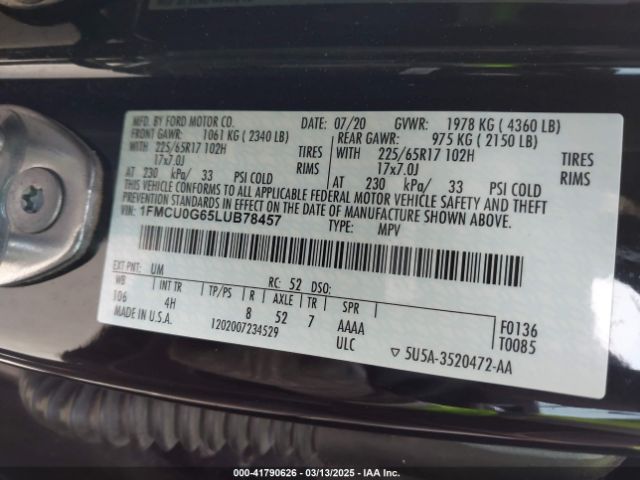 MFD. BY FORD MOTOR CO. DATE: 07/20 GVWR: 1978 KG ( 4360 LB)
FRONT GAWR: 1061 KG ( 2340 LB) REAR GAWR: 975 KG ( 2150 LB)
WITH 225/65R17 102H TIRES WITH 225/65R17 102H TIRES
17x7.0J RIMS 17x7.0J RIMS
AT 230 kPa/ 33 PSI COLD AT 230 kPa/ 33 PSI COLD
THIS VEHICLE CONFORMS TO ALL APPLICABLE FEDERAL MOTOR VEHICLE SAFETY AND THEFT
PREVENTION STANDARDS IN EFFECT ON THE DATE OF MANUFACTURE SHOWN ABOVE.
VIN: 1FMCU0G65LUB78457 TYPE: MPV
EXT PNT: UM RC: 52 DSO:
WB INT TR TP/PS R AXLE TR SPR
106 4H 8 52 7 AAAA F0136
MADE IN U.S.A. 1202007234529 ULC T0085
▽ 5U5A-3520472-AA
000-41790626 - 03/13/2025 - IAA Inc.